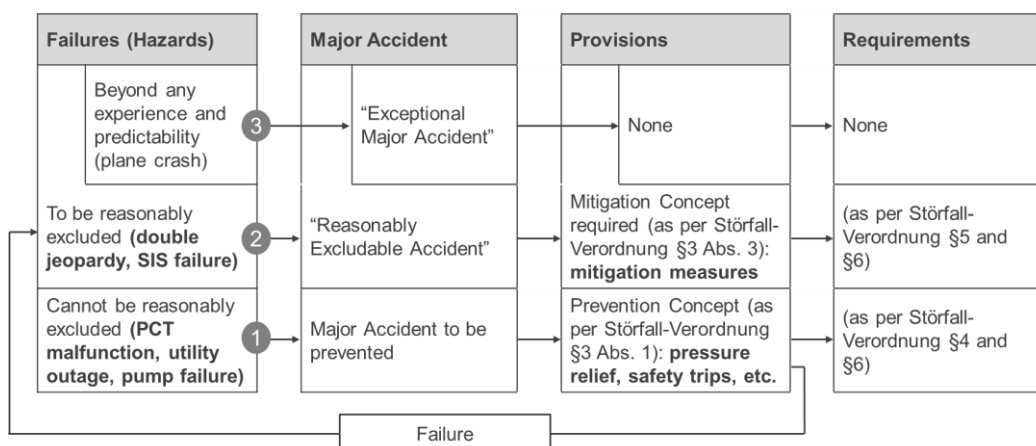 Failures (Hazards)
Major Accident
Provisions
Requirements
Beyond any
experience and
predictability
(plane crash)
3
“Exceptional
Major Accident”
None
None
To be reasonably
excluded (double
jeopardy, SIS failure)
2
“Reasonably
Excludable Accident”
Mitigation Concept
required (as per Störfall-
Verordnung §3 Abs. 3):
mitigation measures
(as per Störfall-
Verordnung §5 and
§6)
Cannot be reasonably
excluded (PCT
malfunction, utility
outage, pump failure)
1
Major Accident to be
prevented
Prevention Concept (as
per Störfall-Verordnung
§3 Abs. 1): pressure
relief, safety trips, etc.
(as per Störfall-
Verordnung §4 and
§6)
Failure